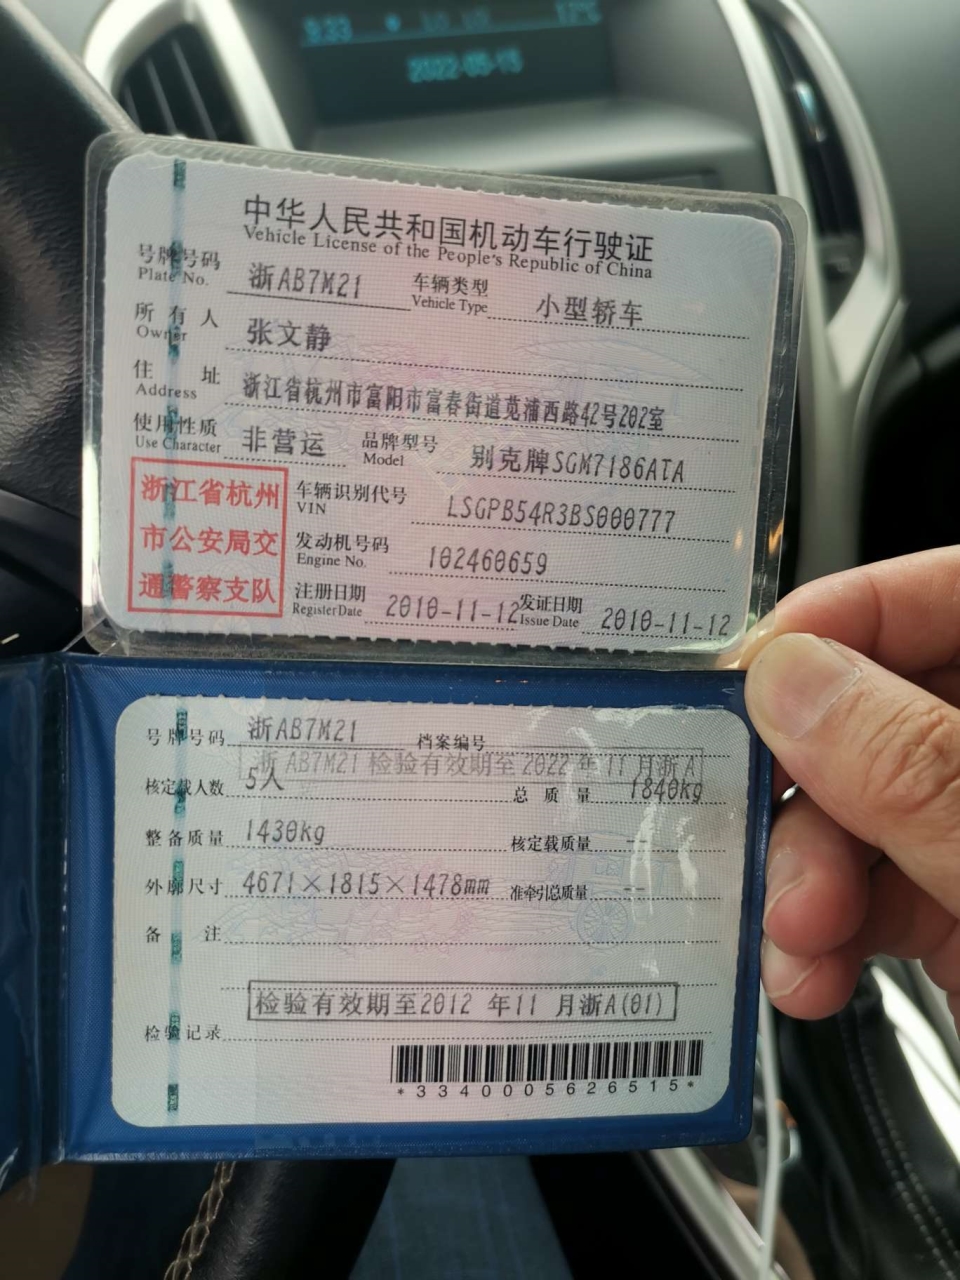 9:33
2022-05-15
中华人民共和国机动车行驶证
Vehicle License of the People's Republic of China
号牌号码 浙AB7M21 车辆类型 小型轿车
Plate No. Vehicle Type
所有人 张文静
Owner
住址 浙江省杭州市富阳市富春街道苋浦西路42号202室
Address
使用性质 非营运 品牌型号 别克牌SGM7186ATA
Use Character Model
浙江省杭州
市公安局交
通警察支队
车辆识别代号 LSGPB54R3BS000777
VIN
发动机号码 102460659
Engine No.
注册日期 2010-11-12 发证日期 2010-11-12
Register Date Issue Date
号牌号码 浙AB7M21 档案编号
浙AB7M21 检验有效期至2022年11月浙A
核定载人数 5人 总质量 1840kg
整备质量 1430kg 核定载质量 --
外廓尺寸 4671×1815×1478mm 准牵引总质量 --
备注
检验有效期至2012 年11 月浙A(01)
检验记录
*3340005626515*